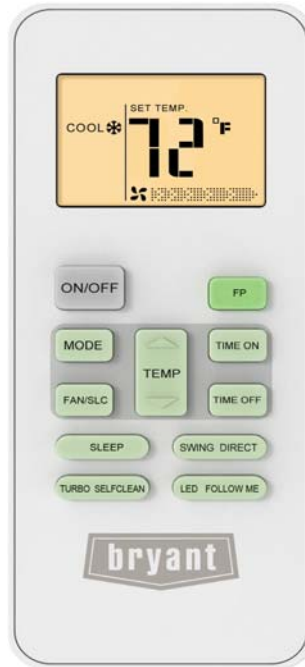 SET TEMP.
COOL 72 °F
ON/OFF
FP
MODE
TEMP
TIME ON
FAN/SLC
TIME OFF
SLEEP
SWING DIRECT
TURBO SELFCLEAN
LED FOLLOW ME
bryant